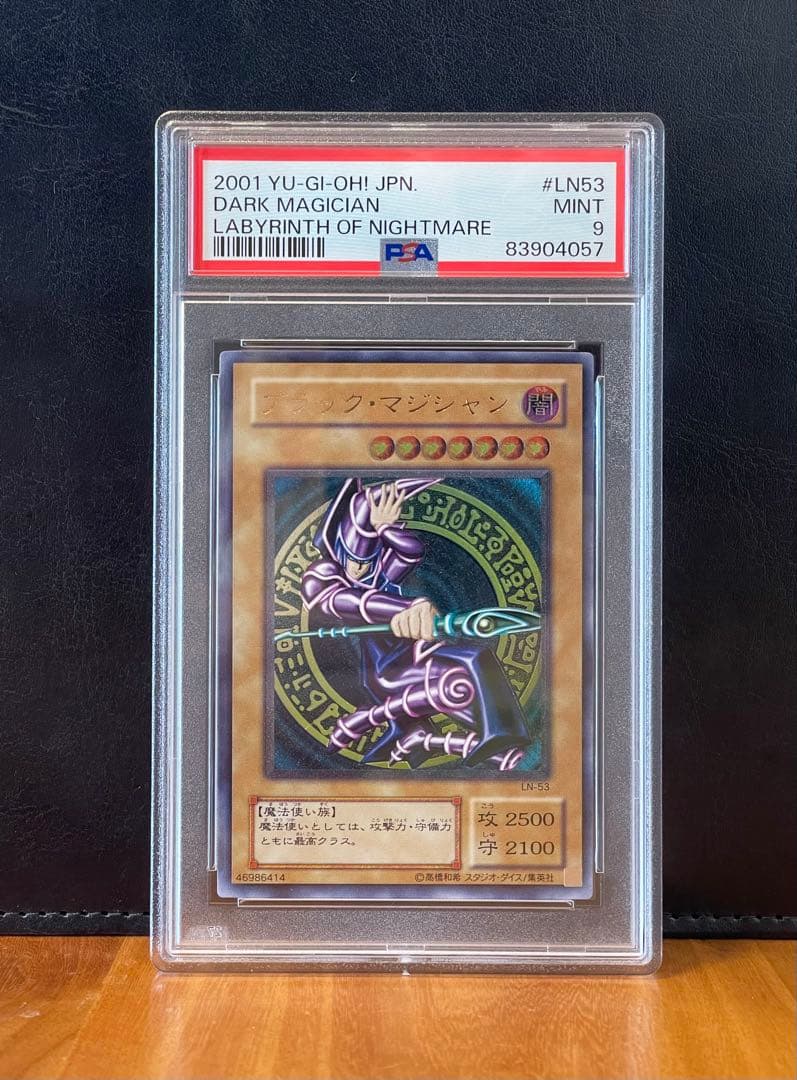 2001 YU-GI-OH! JPN. #LN53
DARK MAGICIAN MINT
LABYRINTH OF NIGHTMARE 9
PSA 83904057
ブラック・マジシャン 闇
LN-53
【魔法使い族】
魔法使いとしては、攻撃力・守備力
ともに最高クラス。
攻 2500
守 2100
46986414 ©高橋和希 スタジオ・ダイス/集英社